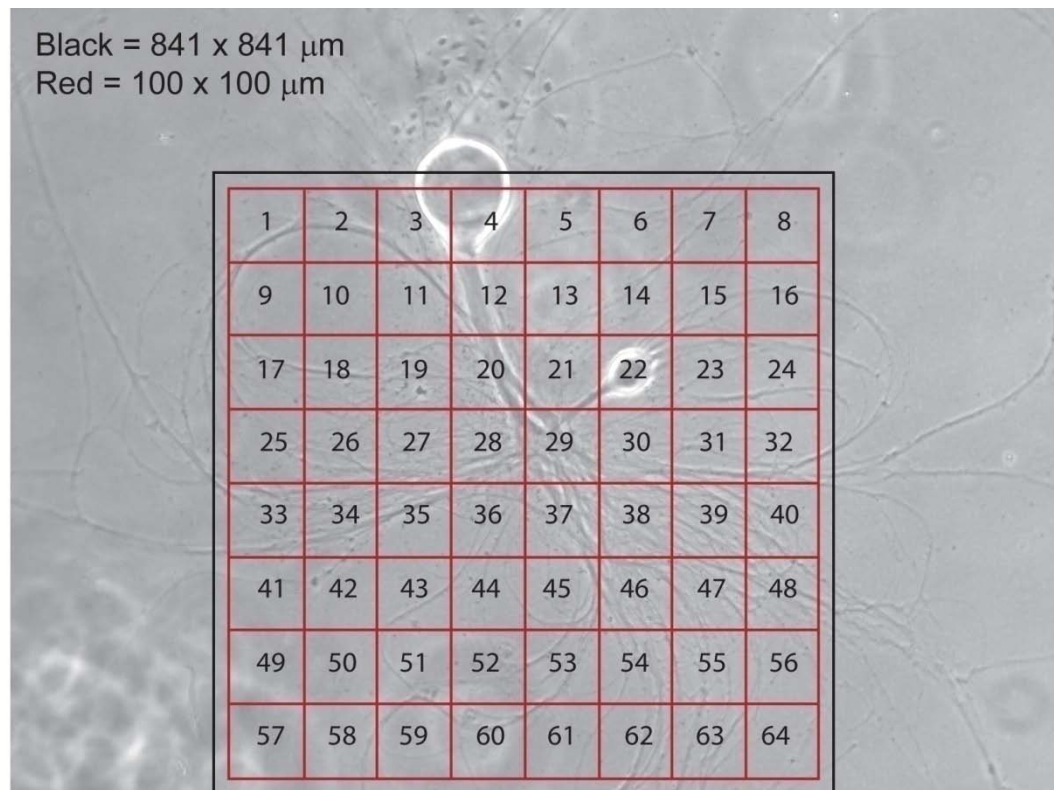 Black = 841 x 841 μm
Red = 100 x 100 μm
1 2 3 4 5 6 7 8
9 10 11 12 13 14 15 16
17 18 19 20 21 22 23 24
25 26 27 28 29 30 31 32
33 34 35 36 37 38 39 40
41 42 43 44 45 46 47 48
49 50 51 52 53 54 55 56
57 58 59 60 61 62 63 64